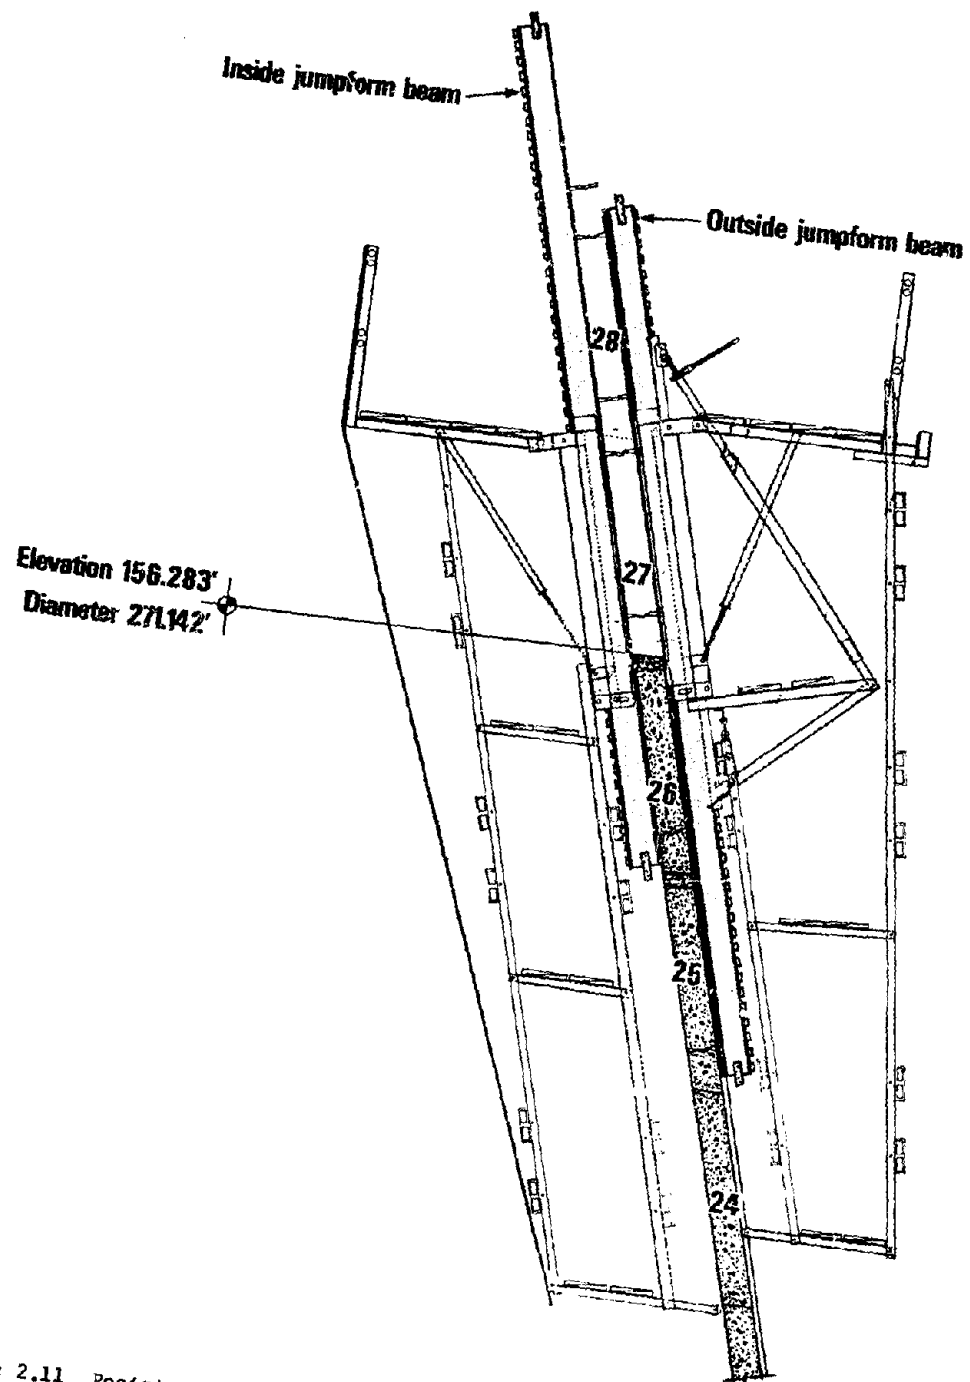 Inside jumpform beam
Outside jumpform beam
28
Elevation 156.283'
Diameter 271.142'
27
26
25
24
2.11